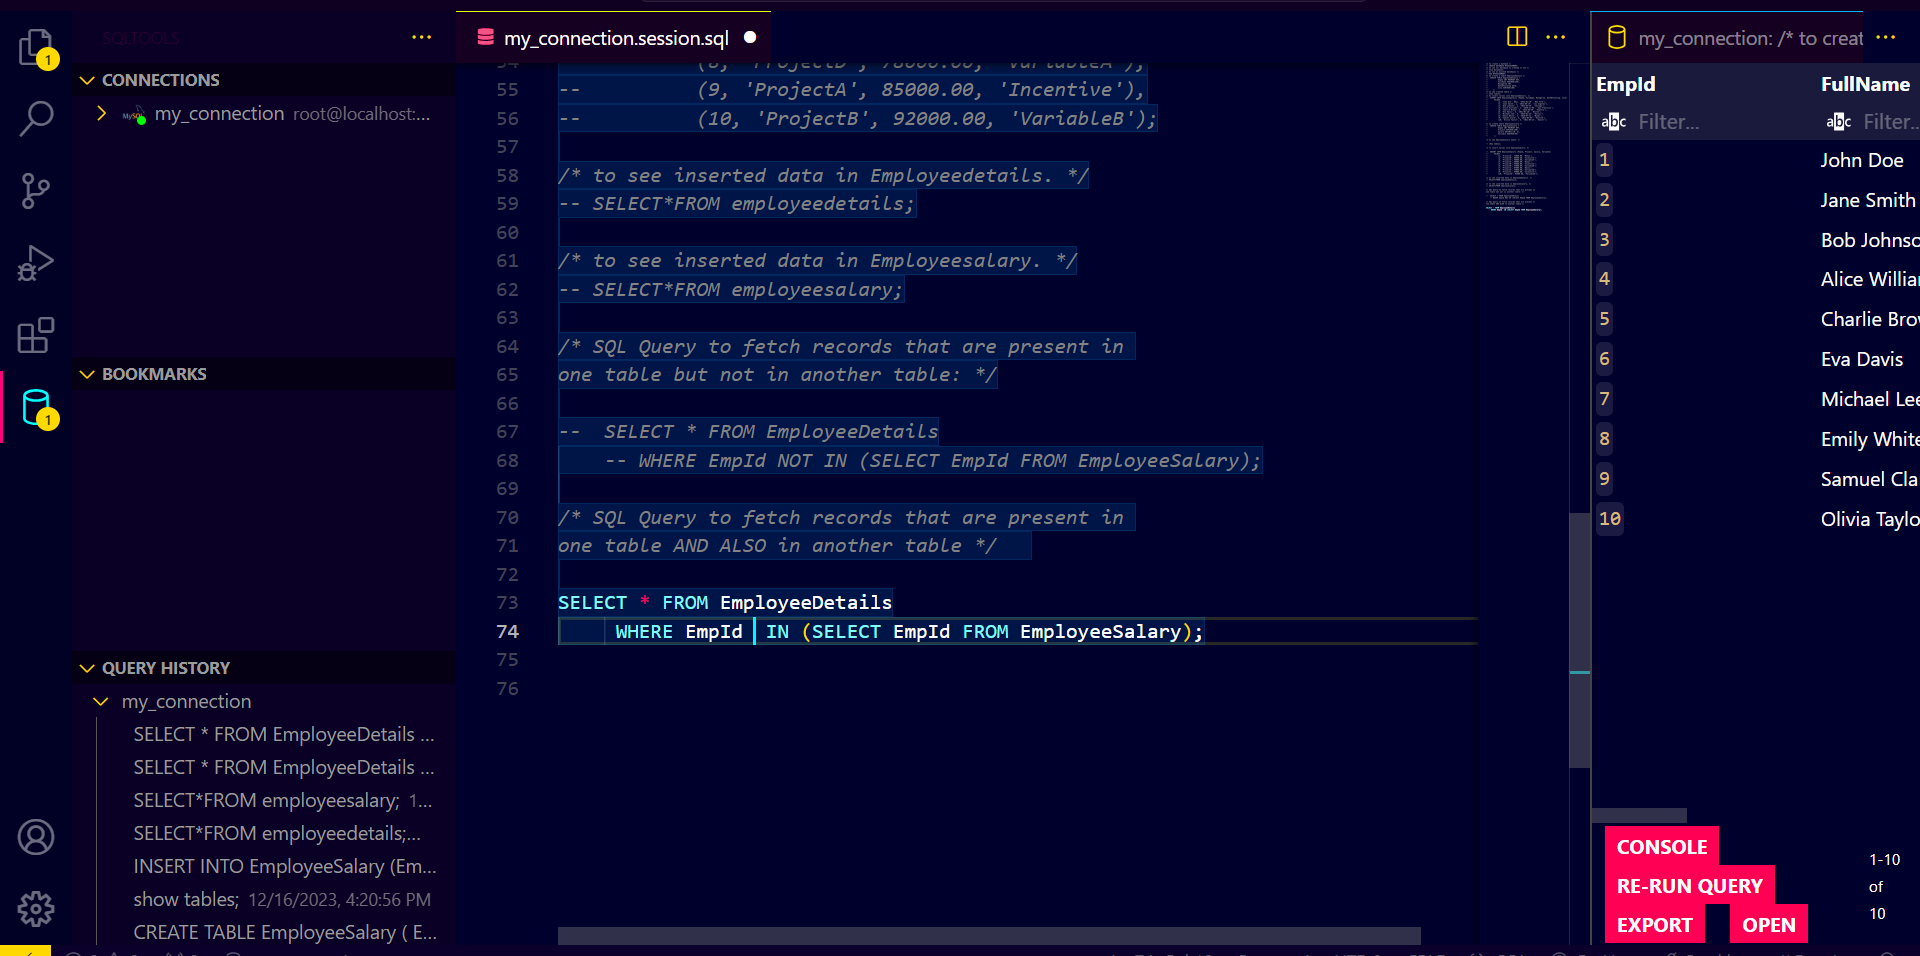 SQLTOOLS
1
CONNECTIONS
my_connection root@localhost:...
BOOKMARKS
1
QUERY HISTORY
my_connection
SELECT * FROM EmployeeDetails ...
SELECT * FROM EmployeeDetails ...
SELECT*FROM employeesalary; 1...
SELECT*FROM employeedetails;...
INSERT INTO EmployeeSalary (Em...
show tables; 12/16/2023, 4:20:56 PM
CREATE TABLE EmployeeSalary ( E...
my_connection.session.sql
55 -- (9, 'ProjectA', 85000.00, 'Incentive'),
56 -- (10, 'ProjectB', 92000.00, 'VariableB');
57
58 /* to see inserted data in Employeedetails. */
59 -- SELECT*FROM employeedetails;
60
61 /* to see inserted data in Employeesalary. */
62 -- SELECT*FROM employeesalary;
63
64 /* SQL Query to fetch records that are present in
65 one table but not in another table: */
66
67 -- SELECT * FROM EmployeeDetails
68 -- WHERE EmpId NOT IN (SELECT EmpId FROM EmployeeSalary);
69
70 /* SQL Query to fetch records that are present in
71 one table AND ALSO in another table */
72
73 SELECT * FROM EmployeeDetails
74 WHERE EmpId IN (SELECT EmpId FROM EmployeeSalary);
75
76
my_connection: /* to creat
EmpId FullName
abc Filter... abc Filter...
1 John Doe
2 Jane Smith
3 Bob Johnso
4 Alice Willia
5 Charlie Bro
6 Eva Davis
7 Michael Lee
8 Emily White
9 Samuel Cla
10 Olivia Taylo
CONSOLE
RE-RUN QUERY
EXPORT OPEN
1-10
of
10